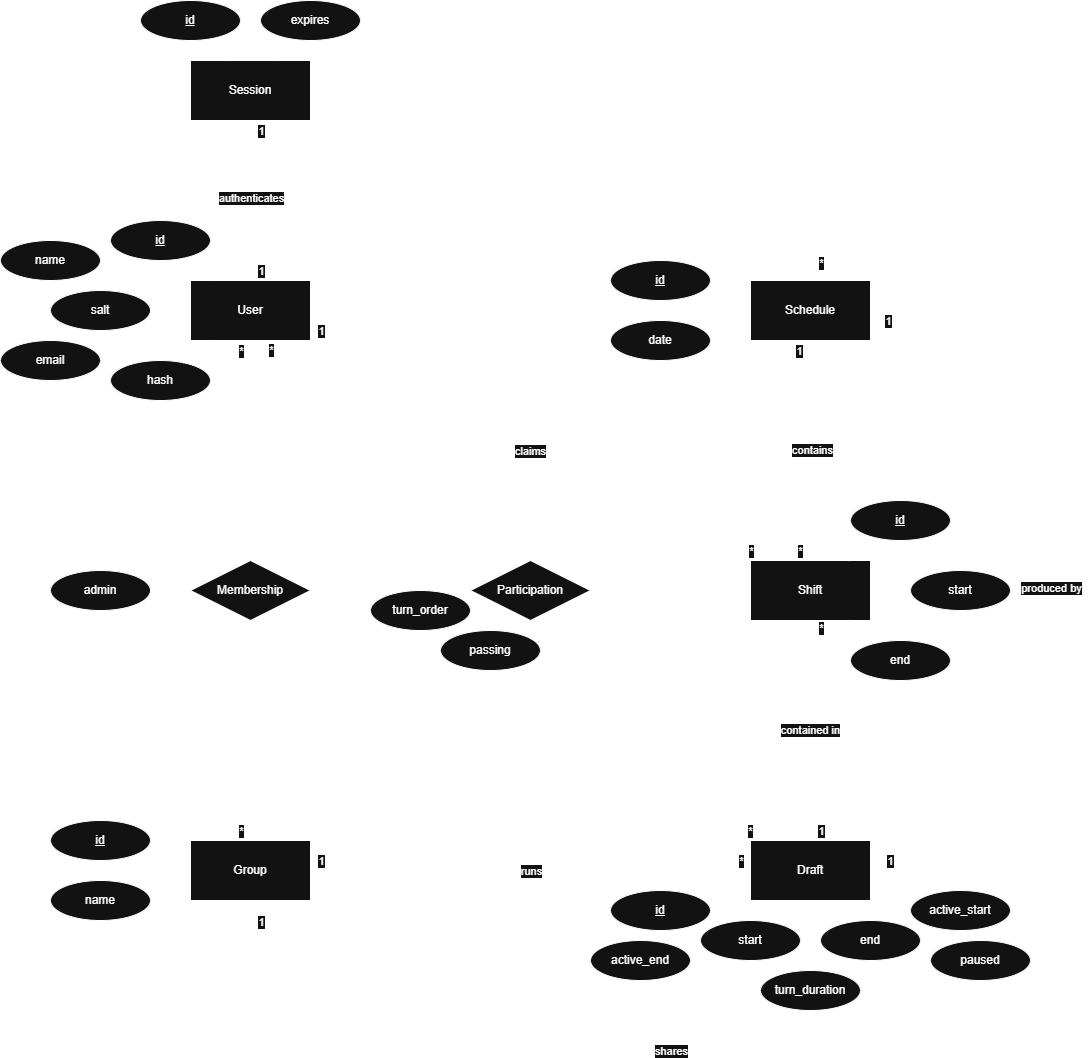 id
expires
Session
1
authenticates
id
name
1
*
salt
User
id
Schedule
1
1
email
*
*
date
1
hash
claims
contains
id
*
*
admin
Membership
Participation
Shift
start
produced by
turn_order
*
passing
end
contained in
id
*
*
1
Group
1
runs
*
Draft
1
name
1
id
active_start
start
end
active_end
paused
turn_duration
shares